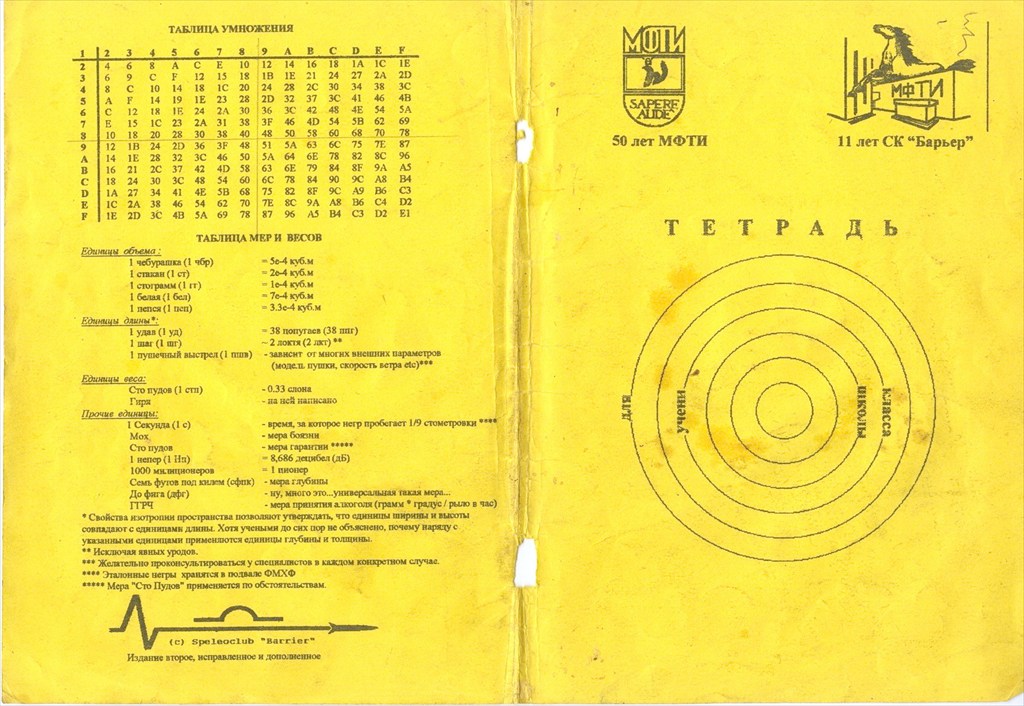 ТАБЛИЦА УМНОЖЕНИЯ
1 2 3 4 5 6 7 8 9 A B C D E F
2 4 6 8 A C E 10 12 14 16 18 1A 1C 1E
3 6 9 C F 12 15 18 1B 1E 21 24 27 2A 2D
4 8 C 10 14 18 1C 20 24 28 2C 30 34 38 3C
5 A F 14 19 1E 23 28 2D 32 37 3C 41 46 4B
6 C 12 18 1E 24 2A 30 36 3C 42 48 4E 54 5A
7 E 15 1C 23 2A 31 38 3F 46 4D 54 5B 62 69
8 10 18 20 28 30 38 40 48 50 58 60 68 70 78
9 12 1B 24 2D 36 3F 48 51 5A 63 6C 75 7E 87
A 14 1E 28 32 3C 46 50 5A 64 6E 78 82 8C 96
B 16 21 2C 37 42 4D 58 63 6E 79 84 8F 9A A5
C 18 24 30 3C 48 54 60 6C 78 84 90 9C A8 B4
D 1A 27 34 41 4E 5B 68 75 82 8F 9C A9 B6 C3
E 1C 2A 38 46 54 62 70 7E 8C 9A A8 B6 C4 D2
F 1E 2D 3C 4B 5A 69 78 87 96 A5 B4 C3 D2 E1
ТАБЛИЦА МЕР И ВЕСОВ
Единицы объема:
1 чебурашка (1 чбр) = 5e-4 куб.м
1 стакан (1 ст) = 2e-4 куб.м
1 стограмм (1 гг) = 1e-4 куб.м
1 белая (1 бел) = 7e-4 куб.м
1 пепся (1 псп) = 3.3e-4 куб.м
Единицы длины*:
1 удав (1 уд) = 38 попугаев (38 ппг)
1 шаг (1 шг) ~ 2 локтя (2 лкт) **
1 пушечный выстрел (1 пшв) - зависит от многих внешних параметров
(модель пушки, скорость ветра etc)***
Единицы веса:
Сто пудов (1 стп) - 0.33 слона
Гиря - на ней написано
Прочие единицы:
1 Секунда (1 с) - время, за которое негр пробегает 1/9 стометровки ****
Мох - мера боязни
Сто пудов - мера гарантии *****
1 непер (1 Нп) = 8,686 децибел (дБ)
1000 милиционеров = 1 пионер
Семь футов под килем (сфпк) - мера глубины
До фига (дфг) - ну, много это...универсальная такая мера...
ГГРЧ - мера принятия алкоголя (грамм * градус / рыло в час)
* Свойства изотропии пространства позволяют утверждать, что единицы ширины и высоты
совпадают с единицами длины. Хотя учеными до сих пор не объяснено, почему наряду с
указанными единицами применяются единицы глубины и толщины.
** Исключая явных уродов.
*** Желательно проконсультироваться у специалистов в каждом конкретном случае.
**** Эталонные негры хранятся в подвале ФМХФ
***** Мера "Сто Пудов" применяется по обстоятельствам.
(c) Speleoclub "Barrier"
Издание второе, исправленное и дополненное
МФТИ
SAPERE
AUDE
50 лет МФТИ
МФТИ
11 лет СК “Барьер”
ТЕТРАДЬ
для
учени
школы
класса